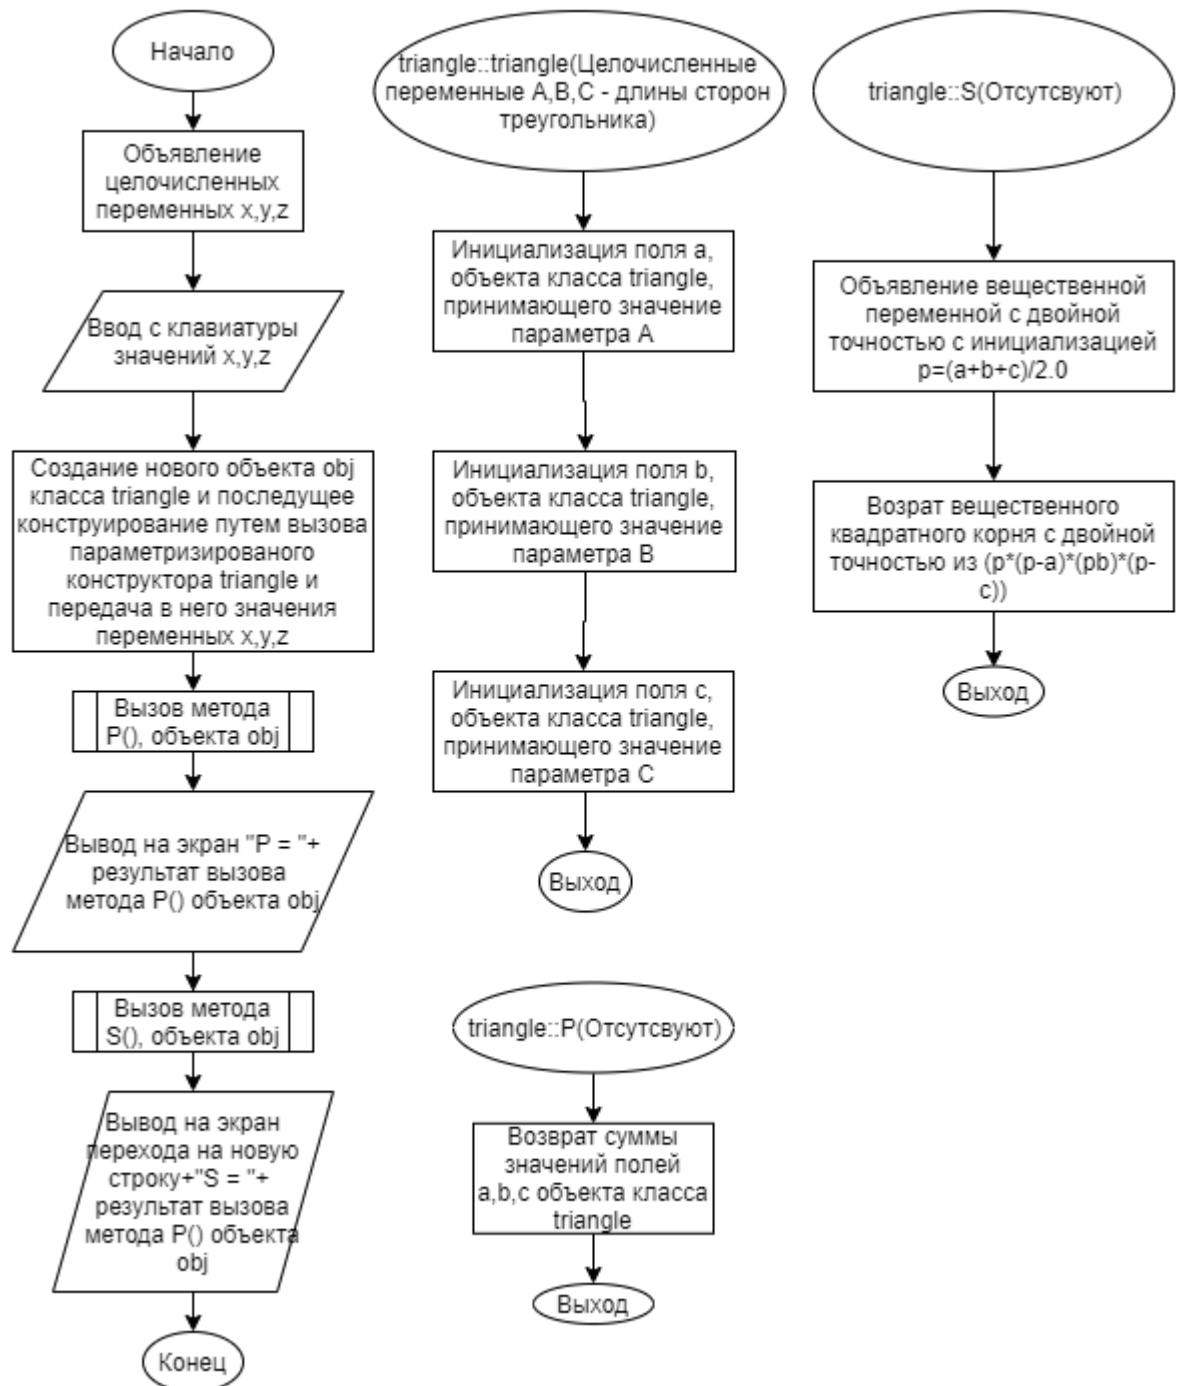 Начало
Объявление
целочисленных
переменных x,y,z
Ввод с клавиатуры
значений x,y,z
Создание нового объекта obj
класса triangle и последущее
конструирование путем вызова
параметризированого
конструктора triangle и
передача в него значения
переменных x,y,z
Вызов метода
P(), объекта obj
Вывод на экран "P = "+
результат вызова
метода P() объекта obj
Вызов метода
S(), объекта obj
Вывод на экран
перехода на новую
строку+"S = "+
результат вызова
метода P() объекта
obj
Конец
triangle::triangle(Целочисленные
переменные A,B,C - длины сторон
треугольника)
Инициализация поля a,
объекта класса triangle,
принимающего значение
параметра A
Инициализация поля b,
объекта класса triangle,
принимающего значение
параметра B
Инициализация поля c,
объекта класса triangle,
принимающего значение
параметра C
Выход
triangle::P(Отсутсвуют)
Возврат суммы
значений полей
a,b,c объекта класса
triangle
Выход
triangle::S(Отсутсвуют)
Объявление вещественной
переменной с двойной
точностью с инициализацией
p=(a+b+c)/2.0
Возрат вещественного
квадратного корня с двойной
точностью из (p*(p-a)*(pb)*(p-
c))
Выход